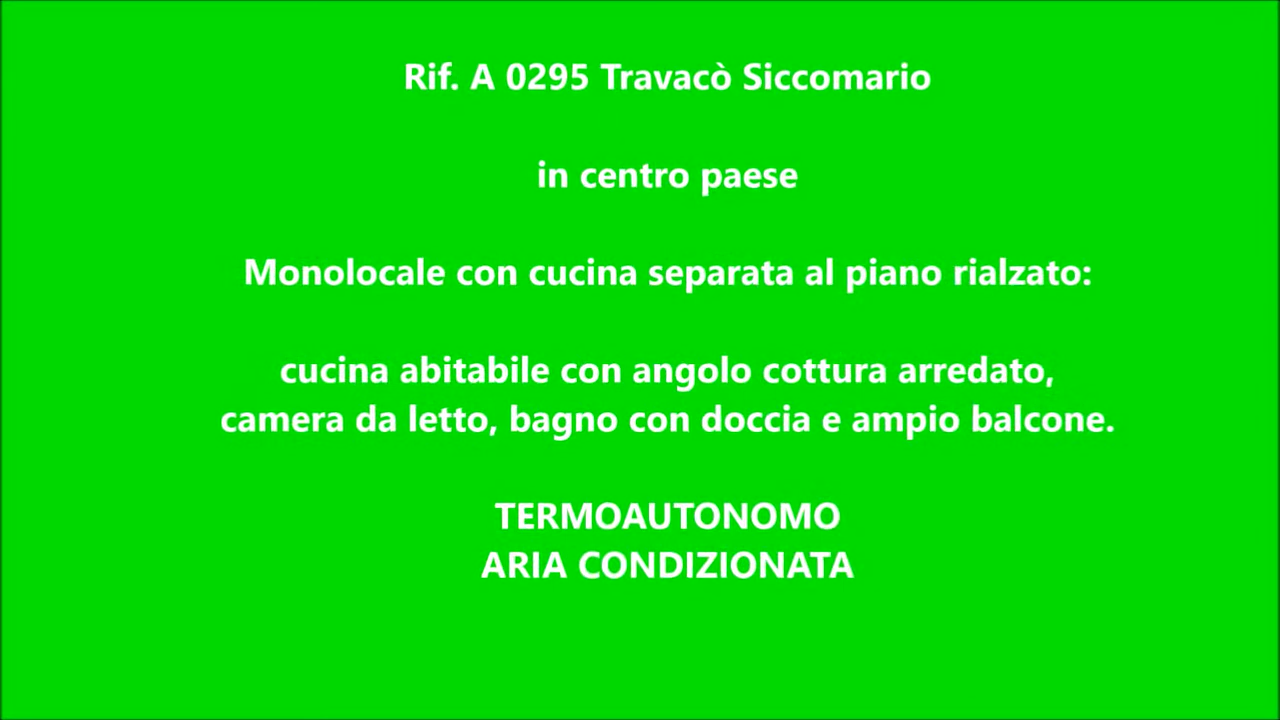 Rif. A 0295 Travacò Siccomario
in centro paese
Monolocale con cucina separata al piano rialzato:
cucina abitabile con angolo cottura arredato,
camera da letto, bagno con doccia e ampio balcone.
TERMOAUTONOMO
ARIA CONDIZIONATA